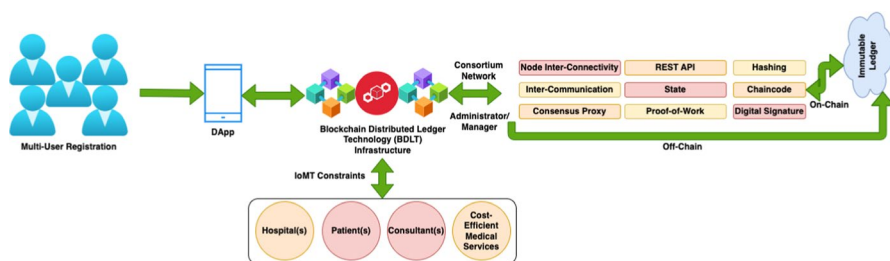 Multi-User Registration
DApp
Blockchain Distributed Ledger
Technology (BDLT)
Infrastructure
Consortium
Network
Administrator/
Manager
Node Inter-Connectivity
REST API
Hashing
Inter-Communication
State
Chaincode
Consensus Proxy
Proof-of-Work
Digital Signature
On-Chain
Off-Chain
Immutable
Ledger
IoMT Constraints
Hospital(s)
Patient(s)
Consultant(s)
Cost-
Efficient
Medical
Services